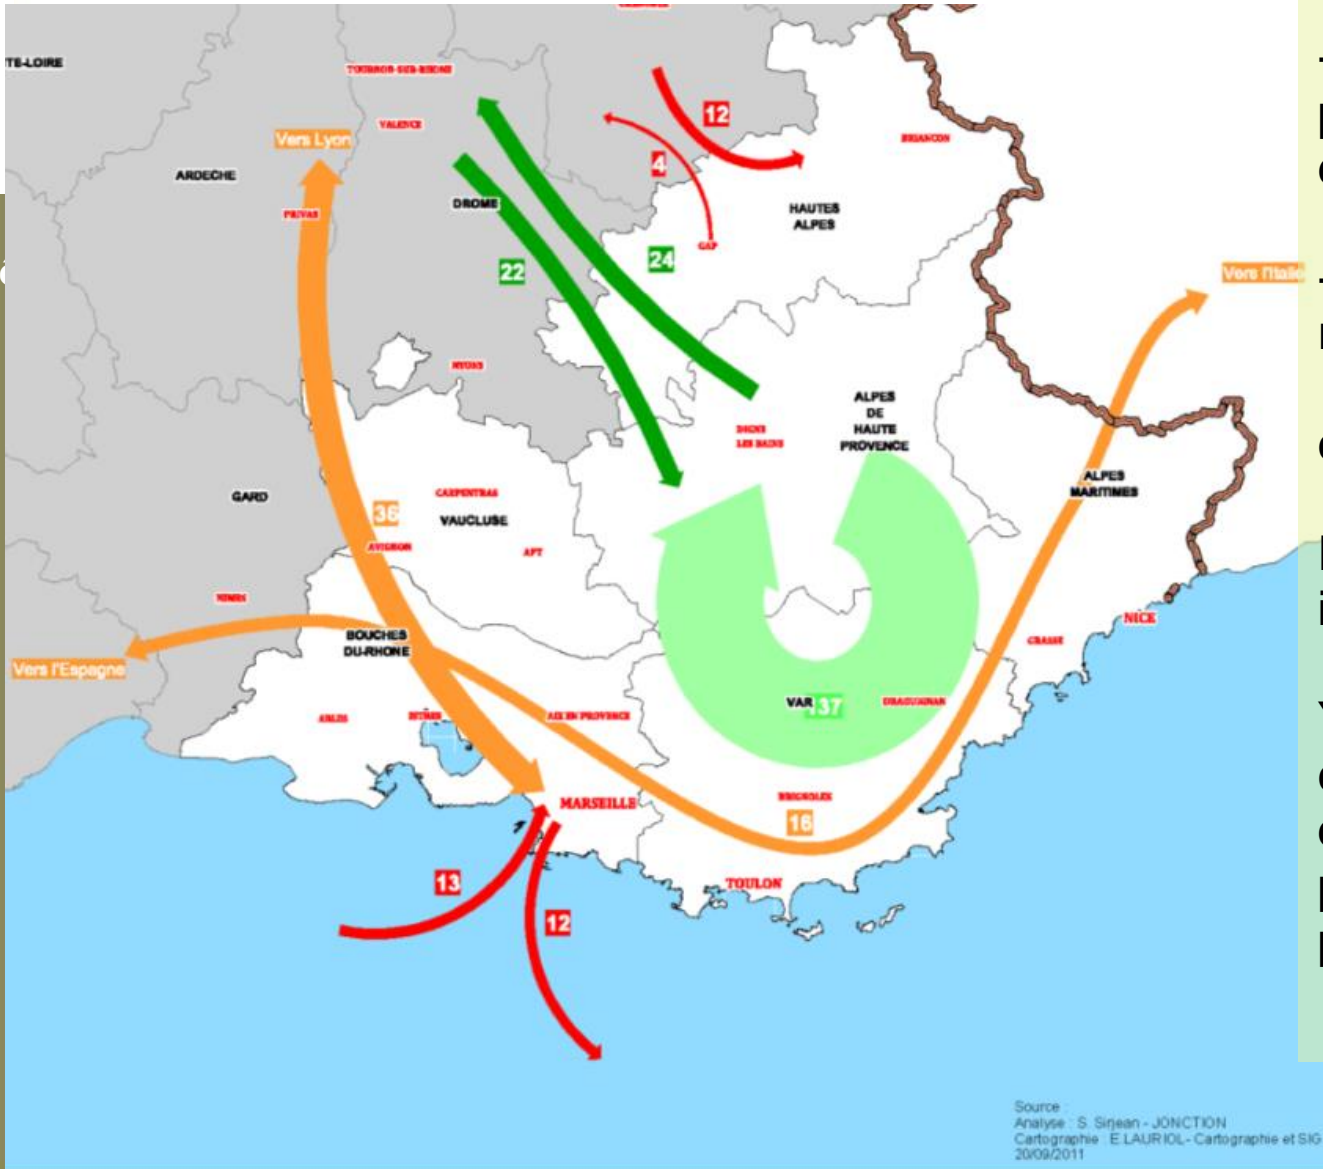 TE-LOIRE
TOURNON-SUR-RHONE
VALENCE
12
BRIANCON
Vers Lyon
4
ARDECHE
DROME
HAUTES
ALPES
PRIVAS
GAP
22
24
Vers l'Italie
NYONS
ALPES
DE
HAUTE
PROVENCE
DIGNE
LES BAINS
ALPES
MARITIMES
GARD
CARPENTRAS
36
VAUCLUSE
AVIGNON
APT
NIMES
NICE
BOUCHES
DU-RHONE
GRASSE
Vers l'Espagne
VAR
37
DRAGUIGNAN
ARLES
ISTRES
AIX EN PROVENCE
BRIGNOLES
MARSEILLE
16
13
TOULON
12
Source :
Analyse : S. Sirjean - JONCTION
Cartographie : E.LAURIOL- Cartographie et SIG
20/09/2011